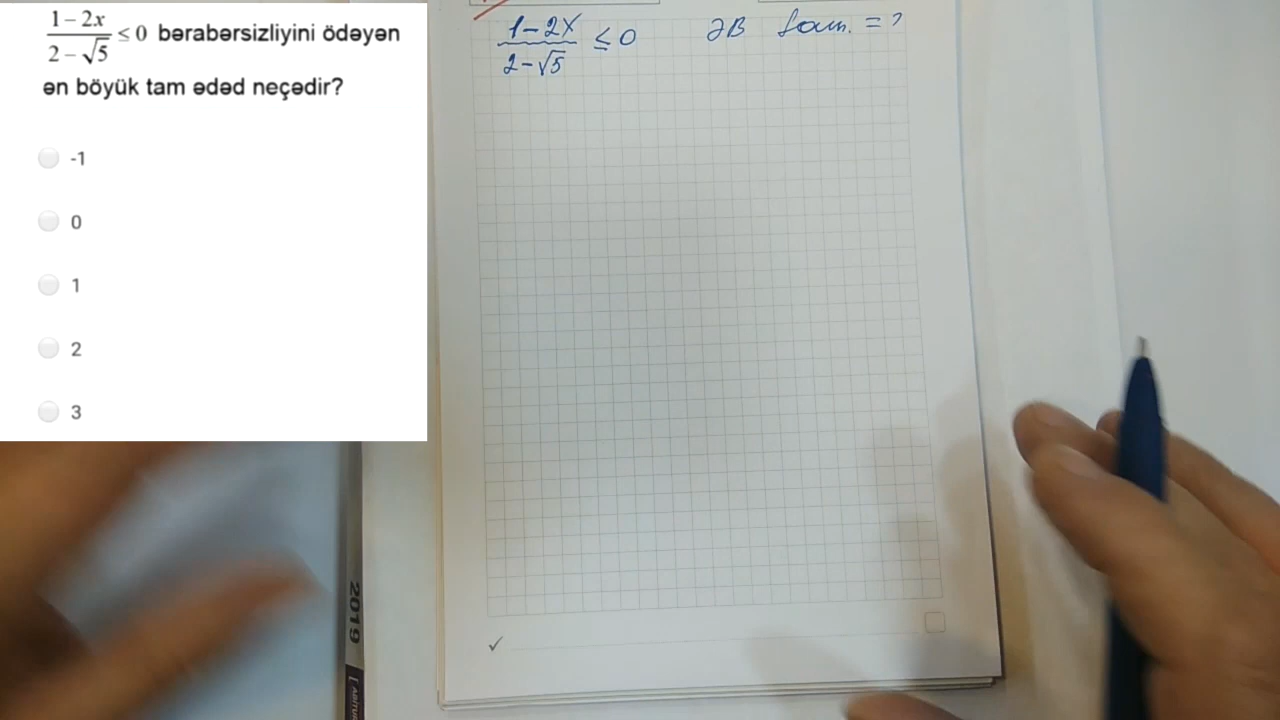 (1 − 2x)/(2 − √5) ≤ 0 bərabərsizliyini ödəyən
ən böyük tam ədəd neçədir?
-1
0
1
2
3
(1 − 2x)/(2 − √5) ≤ 0 ƏB tam. = ?
2019